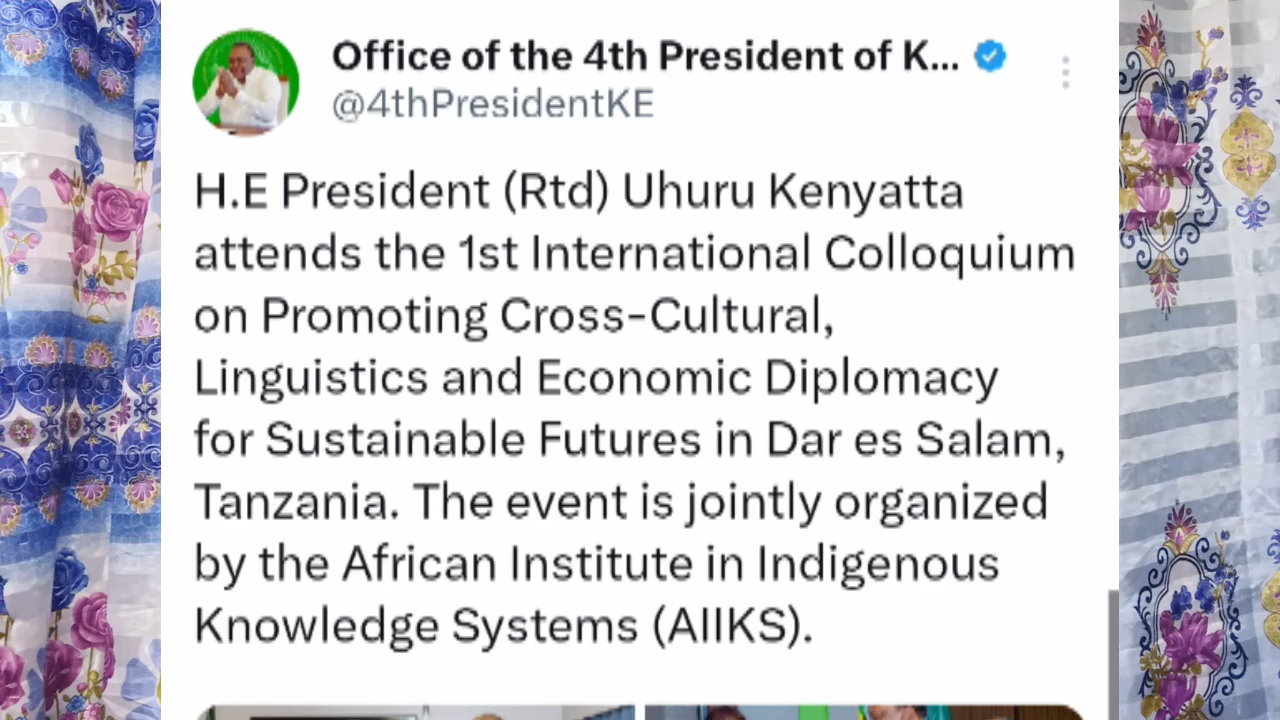 Office of the 4th President of K...
@4thPresidentKE
H.E President (Rtd) Uhuru Kenyatta
attends the 1st International Colloquium
on Promoting Cross-Cultural,
Linguistics and Economic Diplomacy
for Sustainable Futures in Dar es Salam,
Tanzania. The event is jointly organized
by the African Institute in Indigenous
Knowledge Systems (AIIKS).